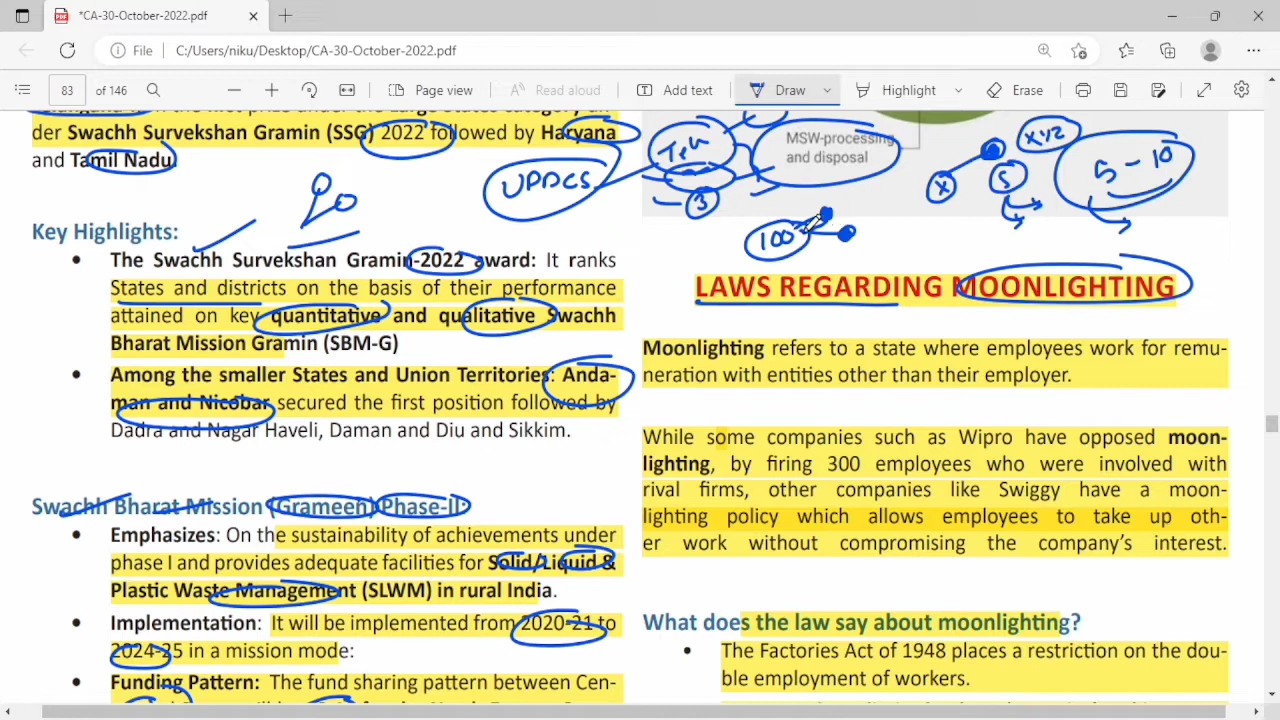 *CA-30-October-2022.pdf
File C:/Users/niku/Desktop/CA-30-October-2022.pdf
83 of 146 Page view Read aloud Add text Draw Highlight Erase
der Swachh Survekshan Gramin (SSG) 2022 followed by Haryana
and Tamil Nadu.
UPPCS
Key Highlights:
• The Swachh Survekshan Gramin-2022 award: It ranks
States and districts on the basis of their performance
attained on key quantitative and qualitative Swachh
Bharat Mission Gramin (SBM-G)
• Among the smaller States and Union Territories: Anda-
man and Nicobar secured the first position followed by
Dadra and Nagar Haveli, Daman and Diu and Sikkim.
Swachh Bharat Mission (Grameen) Phase-II
• Emphasizes: On the sustainability of achievements under
phase I and provides adequate facilities for Solid/Liquid &
Plastic Waste Management (SLWM) in rural India.
• Implementation: It will be implemented from 2020-21 to
2024-25 in a mission mode:
• Funding Pattern: The fund sharing pattern between Cen-
MSW-processing
and disposal
Tel
- 3
X
S
XYZ
5 - 10
100
LAWS REGARDING MOONLIGHTING
Moonlighting refers to a state where employees work for remu-
neration with entities other than their employer.
While some companies such as Wipro have opposed moon-
lighting, by firing 300 employees who were involved with
rival firms, other companies like Swiggy have a moon-
lighting policy which allows employees to take up oth-
er work without compromising the company's interest.
What does the law say about moonlighting?
• The Factories Act of 1948 places a restriction on the dou-
ble employment of workers.